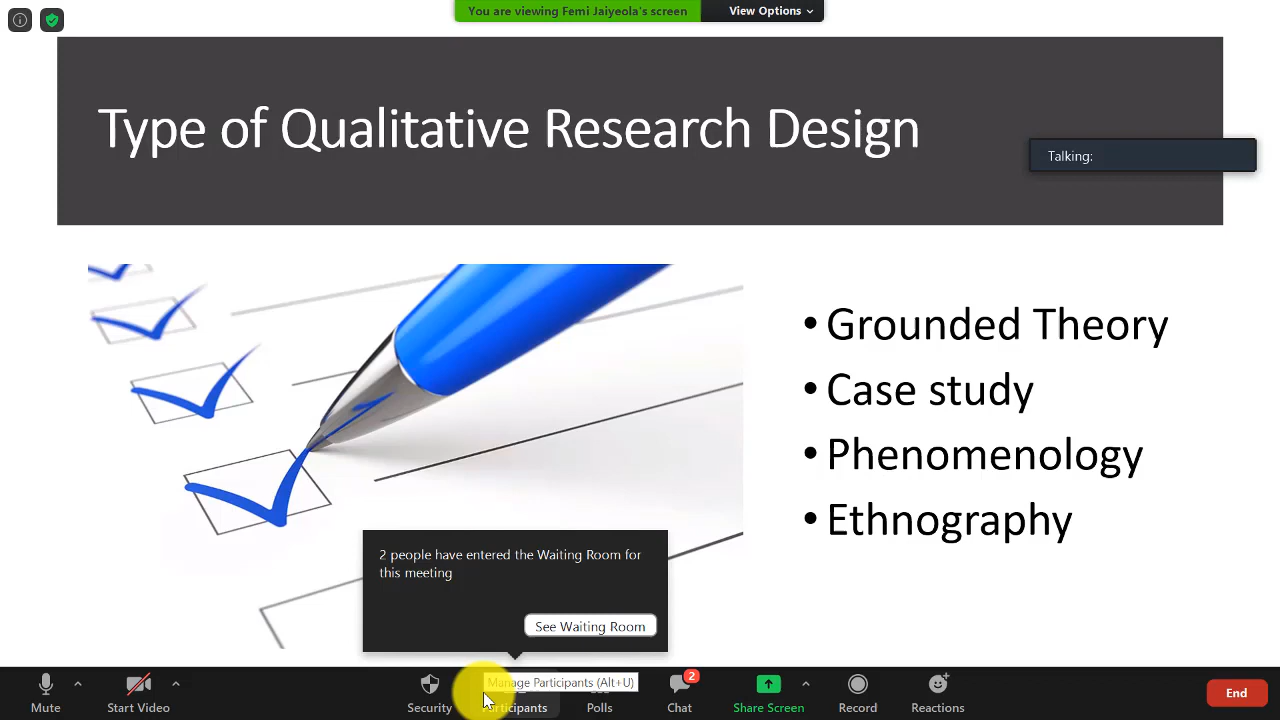 You are viewing Femi Jaiyeola's screen
View Options
Type of Qualitative Research Design
Talking:
• Grounded Theory
• Case study
• Phenomenology
• Ethnography
2 people have entered the Waiting Room for
this meeting
See Waiting Room
Manage Participants (Alt+U)
2
Mute
Start Video
Security
Participants
Polls
Chat
Share Screen
Record
Reactions
End